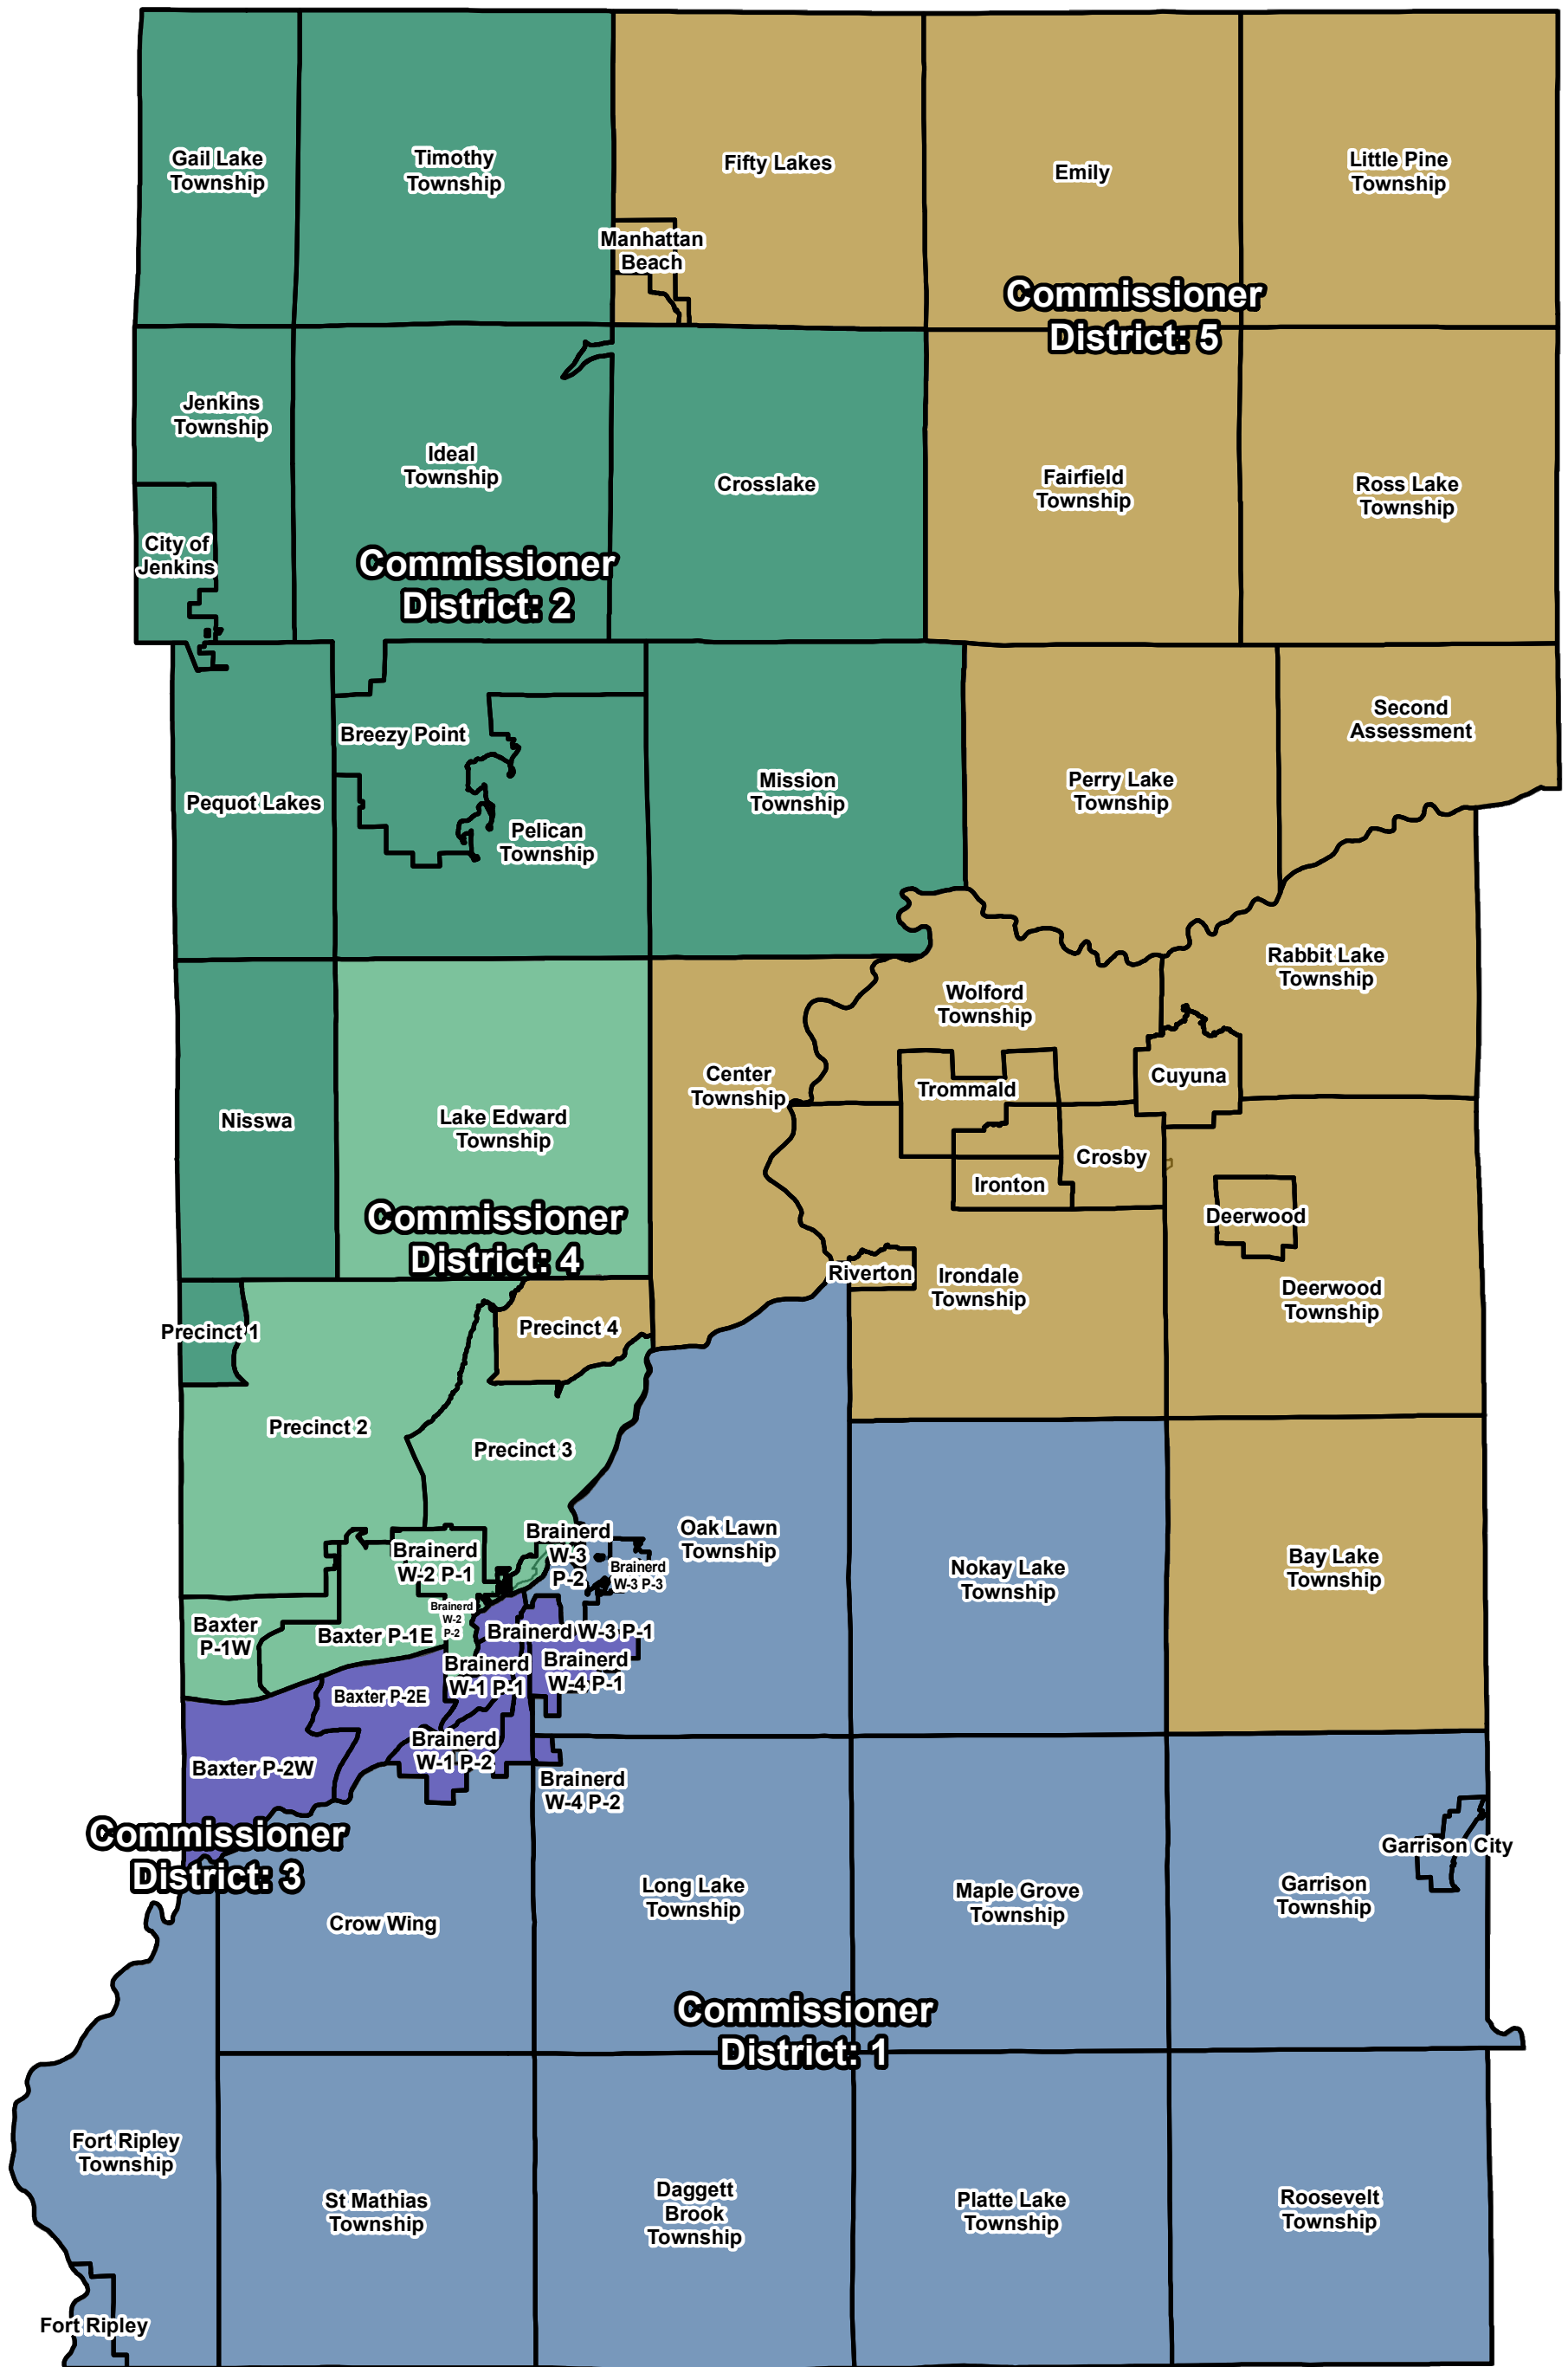 Gail Lake
Township
Timothy
Township
Fifty Lakes
Emily
Little Pine
Township
Manhattan
Beach
Commissioner
District: 5
Jenkins
Township
Ideal
Township
Crosslake
Fairfield
Township
Ross Lake
Township
City of
Jenkins
Commissioner
District: 2
Second
Assessment
Breezy Point
Mission
Township
Perry Lake
Township
Pequot Lakes
Pelican
Township
Rabbit Lake
Township
Wolford
Township
Center
Township
Trommald
Cuyuna
Nisswa
Lake Edward
Township
Crosby
Ironton
Commissioner
District: 4
Deerwood
Riverton
Irondale
Township
Deerwood
Township
Precinct 1
Precinct 4
Precinct 2
Precinct 3
Brainerd
W-2 P-1
Brainerd
W-3
P-2
Oak Lawn
Township
Brainerd
W-3 P-3
Nokay Lake
Township
Bay Lake
Township
Baxter
P-1W
Baxter P-1E
Brainerd
W-2
P-2
Brainerd W-3 P-1
Brainerd
W-1 P-1
Brainerd
W-4 P-1
Baxter P-2E
Baxter P-2W
Brainerd
W-1 P-2
Brainerd
W-4 P-2
Commissioner
District: 3
Garrison City
Crow Wing
Long Lake
Township
Maple Grove
Township
Garrison
Township
Commissioner
District: 1
Fort Ripley
Township
St Mathias
Township
Daggett
Brook
Township
Platte Lake
Township
Roosevelt
Township
Fort Ripley